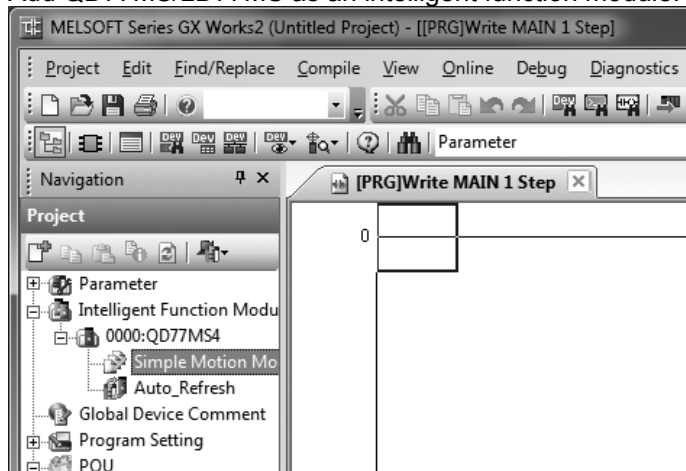 Add QD77MS/LD77MS as an intelligent function module.
MELSOFT Series GX Works2 (Untitled Project) - [[PRG]Write MAIN 1 Step]
Project Edit Find/Replace Compile View Online Debug Diagnostics
Parameter
Navigation
[PRG]Write MAIN 1 Step
Project
0
Parameter
Intelligent Function Modu
0000:QD77MS4
Simple Motion Mo
Auto_Refresh
Global Device Comment
Program Setting
POU